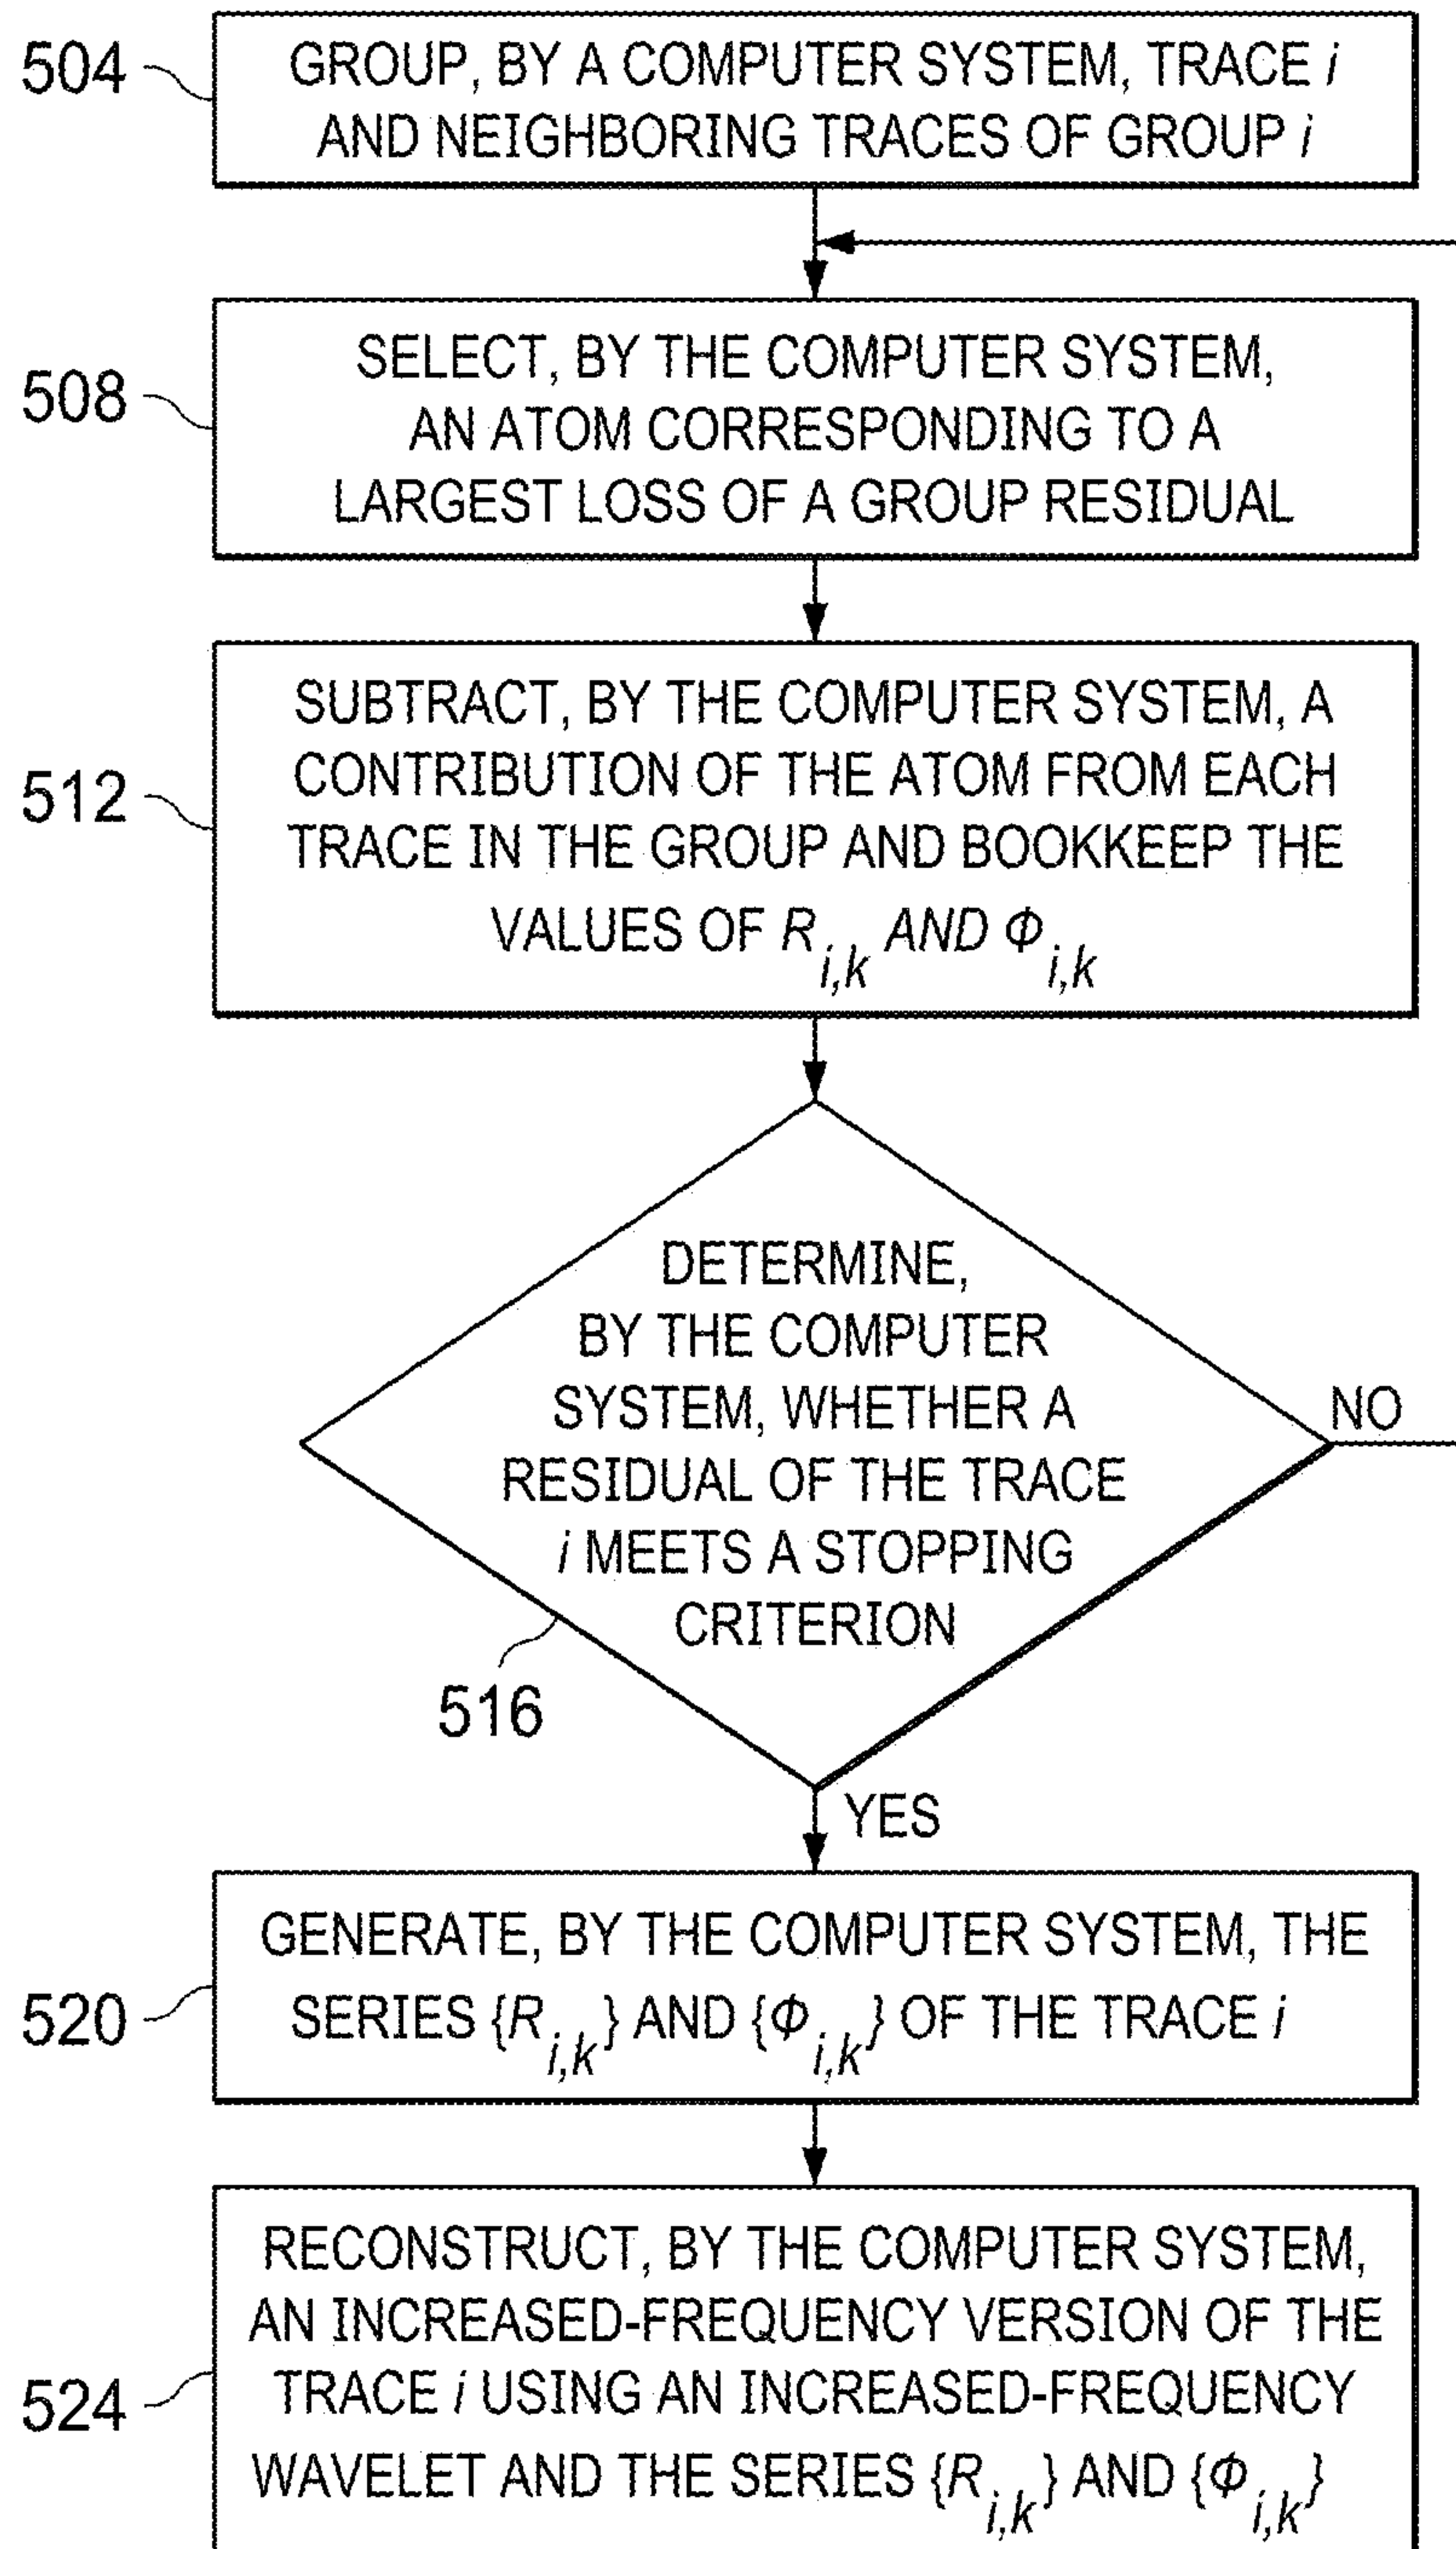 504
GROUP, BY A COMPUTER SYSTEM, TRACE i
AND NEIGHBORING TRACES OF GROUP i
508
SELECT, BY THE COMPUTER SYSTEM,
AN ATOM CORRESPONDING TO A
LARGEST LOSS OF A GROUP RESIDUAL
512
SUBTRACT, BY THE COMPUTER SYSTEM, A
CONTRIBUTION OF THE ATOM FROM EACH
TRACE IN THE GROUP AND BOOKKEEP THE
VALUES OF R i,k AND Φ i,k
DETERMINE,
BY THE COMPUTER
SYSTEM, WHETHER A
RESIDUAL OF THE TRACE
i MEETS A STOPPING
CRITERION
NO
516
YES
520
GENERATE, BY THE COMPUTER SYSTEM, THE
SERIES {R i,k} AND {Φ i,k} OF THE TRACE i
524
RECONSTRUCT, BY THE COMPUTER SYSTEM,
AN INCREASED-FREQUENCY VERSION OF THE
TRACE i USING AN INCREASED-FREQUENCY
WAVELET AND THE SERIES {R i,k} AND {Φ i,k}